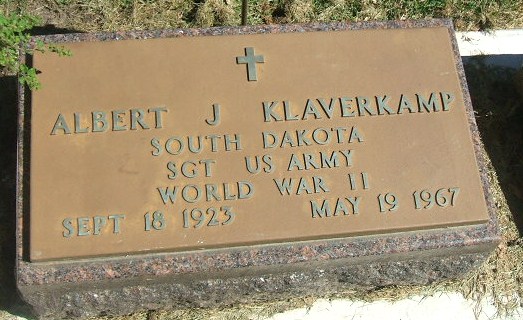 ALBERT J KLAVERKAMP
SOUTH DAKOTA
SGT US ARMY
WORLD WAR II
SEPT 18 1923 MAY 19 1967